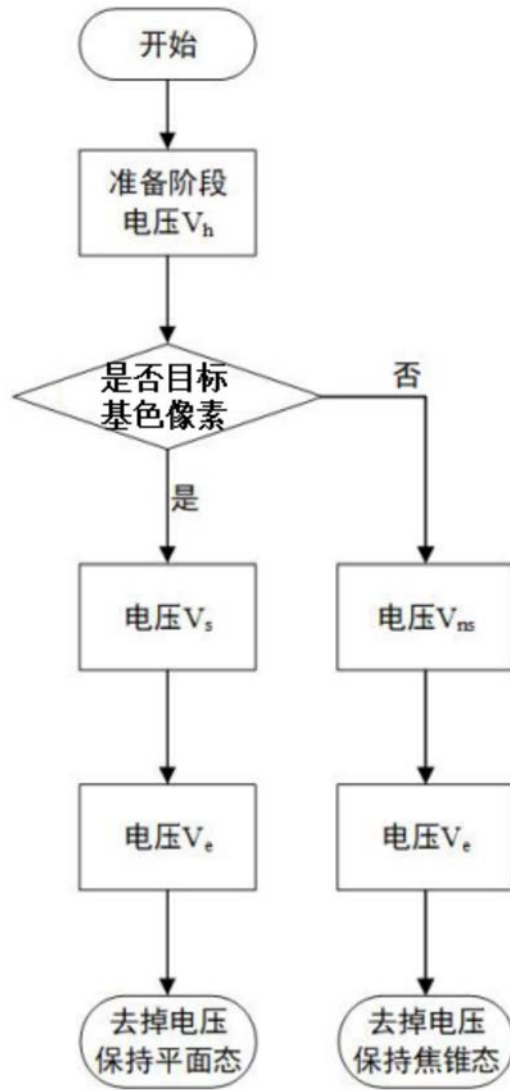 开始
准备阶段
电压Vh
是否目标
基色像素
否
是
电压Vs
电压Vns
电压Ve
电压Ve
去掉电压
保持平面态
去掉电压
保持焦锥态